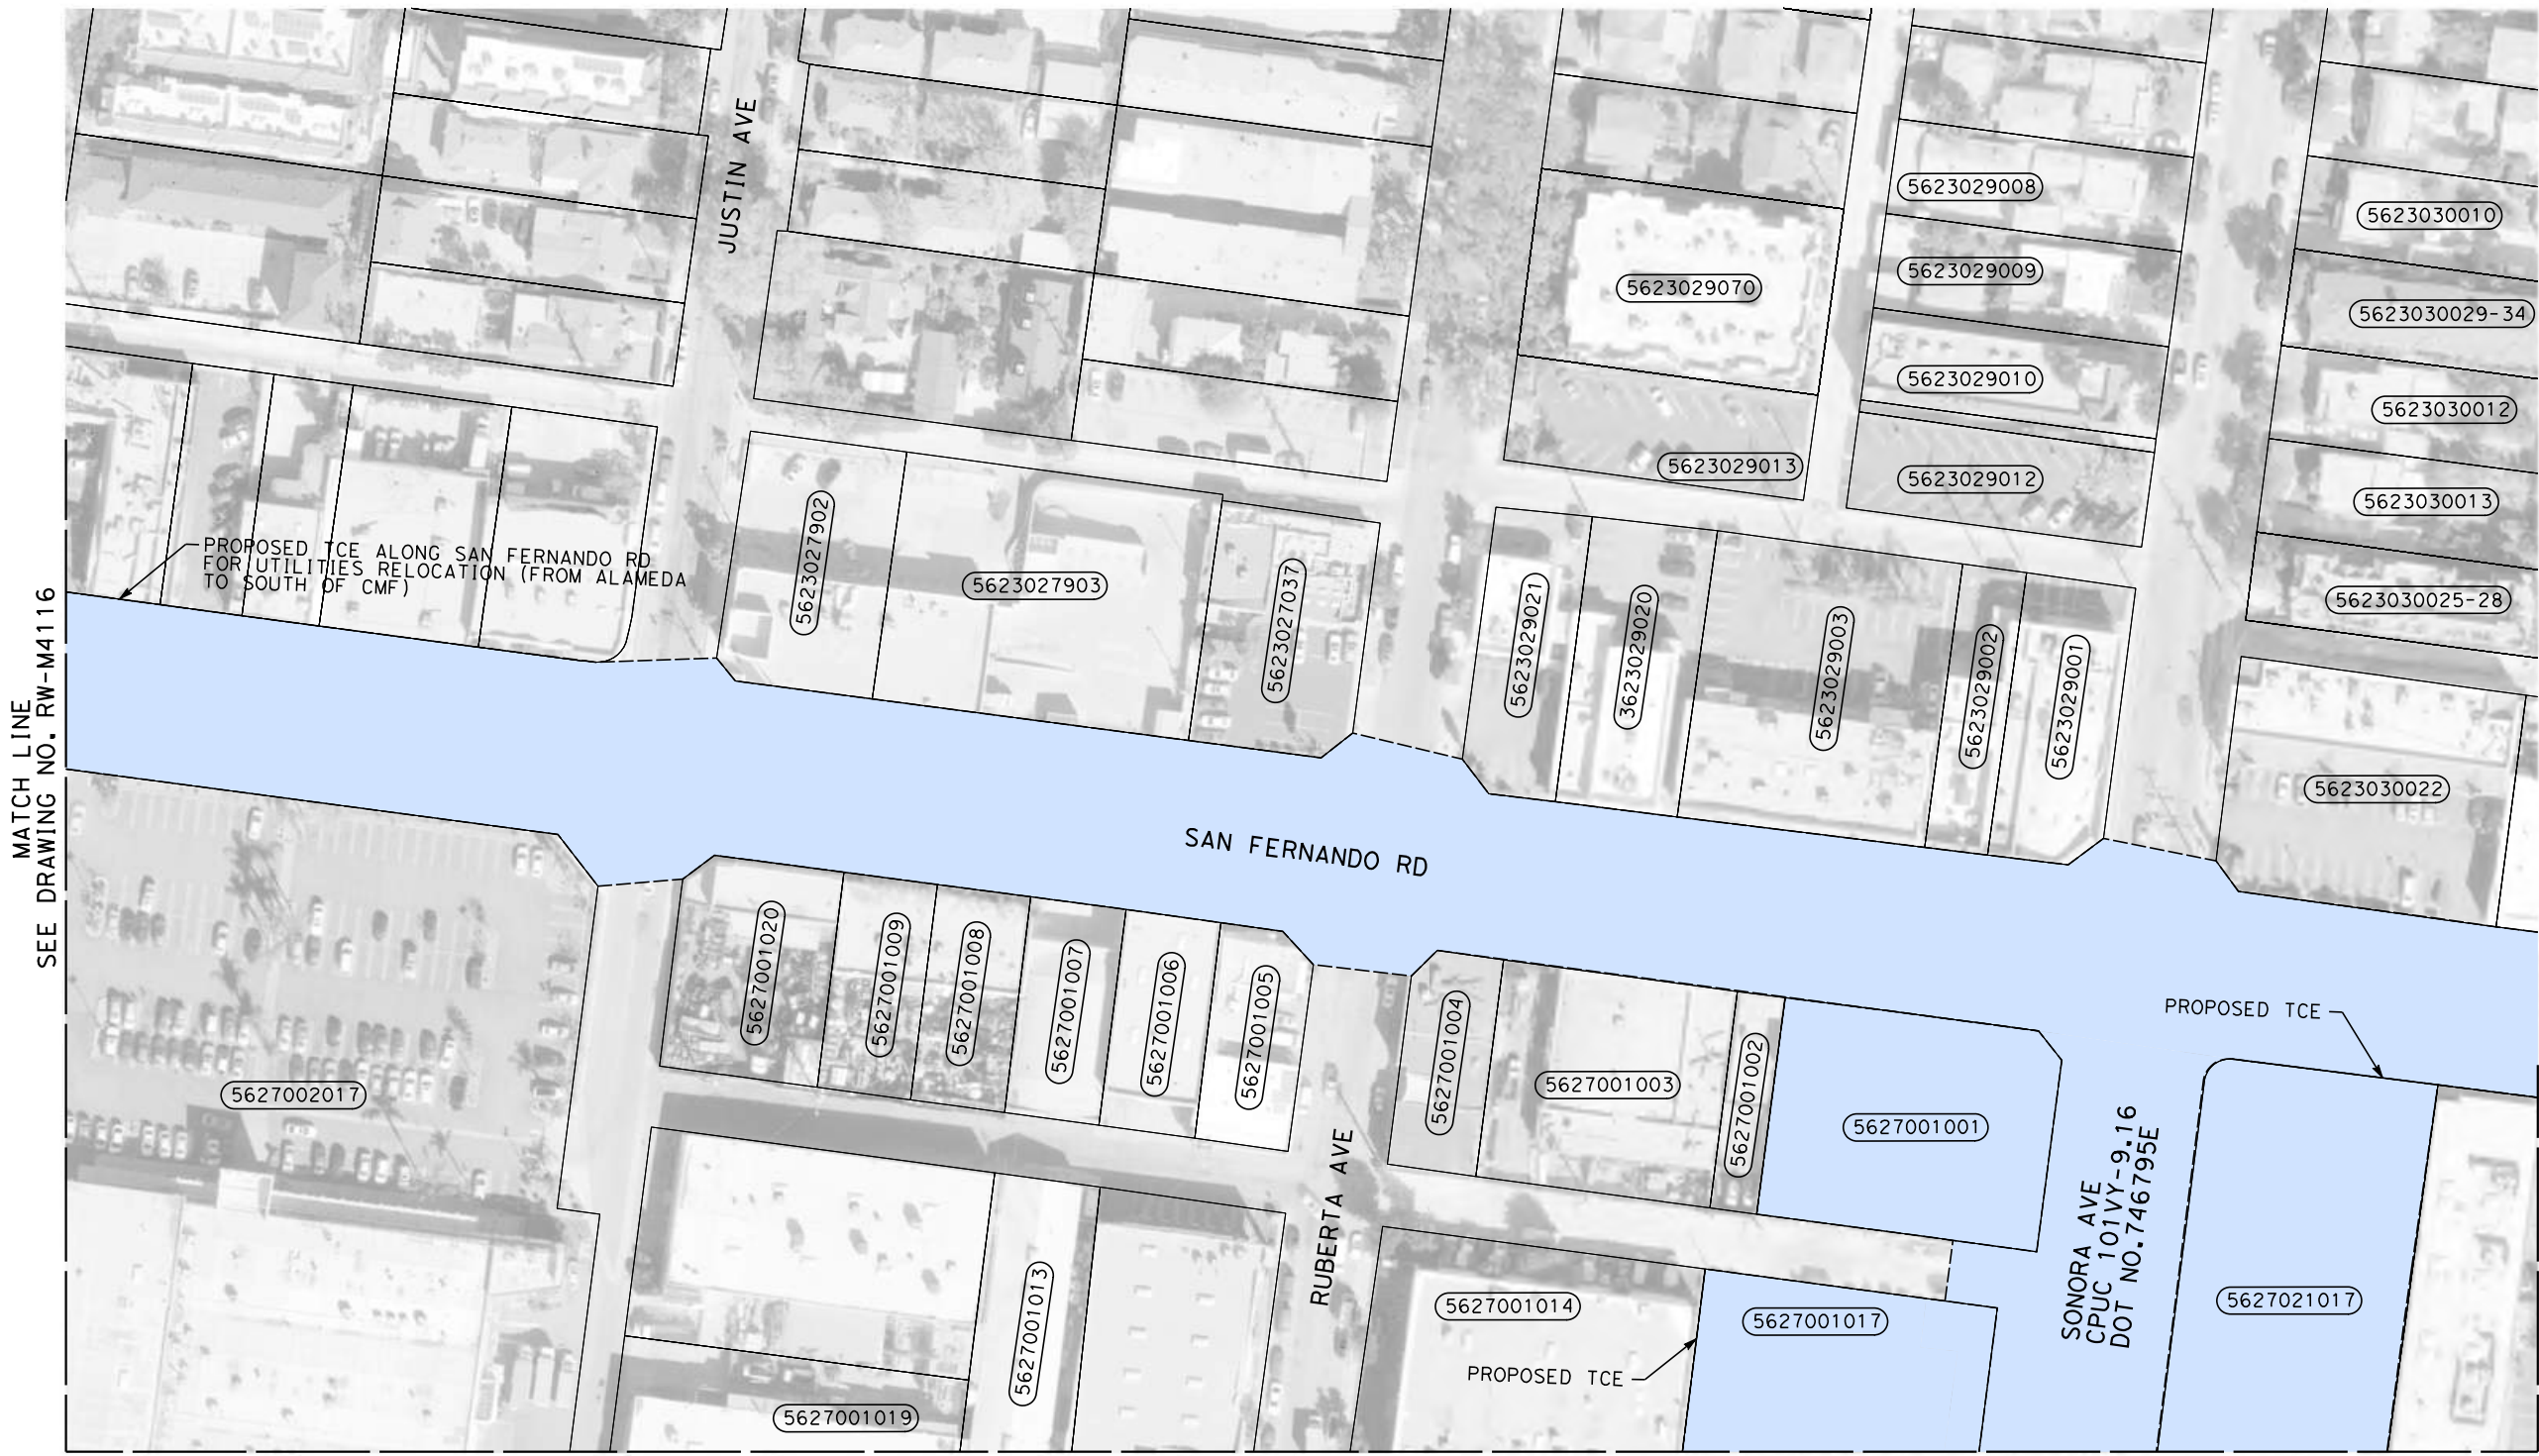 JUSTIN AVE
5623029008
5623030010
5623029009
5623029070
5623030029-34
5623029010
5623030012
5623029013
5623029012
5623030013
PROPOSED TCE ALONG SAN FERNANDO RD
FOR UTILITIES RELOCATION (FROM ALAMEDA
TO SOUTH OF CMF)
5623027902
5623027903
5623027037
5623029021
3623029020
5623029003
5623029002
5623029001
5623030025-28
5623030022
MATCH LINE
SEE DRAWING NO. RW-M4116
SAN FERNANDO RD
5627001020
5627001009
5627001008
5627001007
5627001006
5627001005
5627001004
5627001003
5627001002
5627001001
PROPOSED TCE
5627002017
RUBERTA AVE
SONORA AVE
CPUC 101VY-9.16
DOT NO.746795E
5627001013
5627001014
5627001017
5627021017
PROPOSED TCE
5627001019